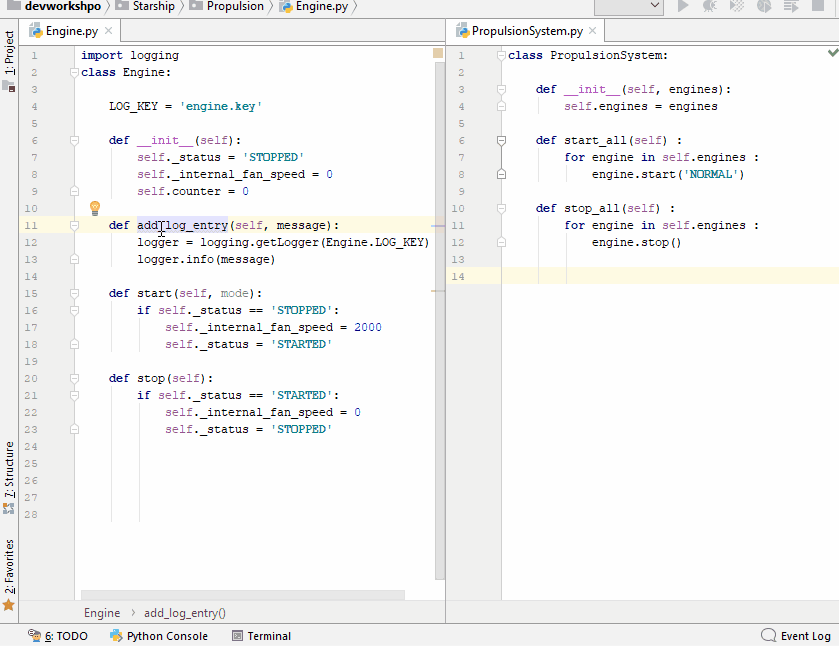 devworkshpo Starship Propulsion Engine.py
1: Project
7: Structure
2: Favorites
Engine.py
1 import logging
2 class Engine:
3
4 LOG_KEY = 'engine.key'
5
6 def __init__(self):
7 self._status = 'STOPPED'
8 self._internal_fan_speed = 0
9 self.counter = 0
10
11 def add_log_entry(self, message):
12 logger = logging.getLogger(Engine.LOG_KEY)
13 logger.info(message)
14
15 def start(self, mode):
16 if self._status == 'STOPPED':
17 self._internal_fan_speed = 2000
18 self._status = 'STARTED'
19
20 def stop(self):
21 if self._status == 'STARTED':
22 self._internal_fan_speed = 0
23 self._status = 'STOPPED'
24
25
26
27
28
Engine > add_log_entry()
PropulsionSystem.py
1 class PropulsionSystem:
2
3 def __init__(self, engines):
4 self.engines = engines
5
6 def start_all(self) :
7 for engine in self.engines :
8 engine.start('NORMAL')
9
10 def stop_all(self) :
11 for engine in self.engines :
12 engine.stop()
13
14
6: TODO Python Console Terminal Event Log